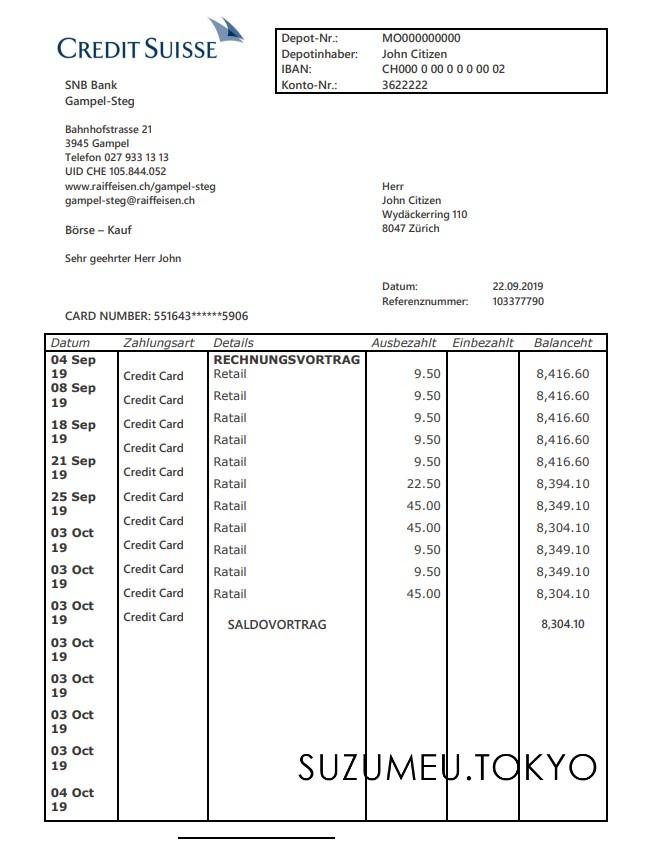 CREDIT SUISSE
Depot-Nr.: MO000000000
Depotinhaber: John Citizen
IBAN: CH000 0 00 0 0 0 00 02
Konto-Nr.: 3622222
SNB Bank
Gampel-Steg
Bahnhofstrasse 21
3945 Gampel
Telefon 027 933 13 13
UID CHE 105.844.052
www.raiffeisen.ch/gampel-steg
gampel-steg@raiffeisen.ch
Herr
John Citizen
Wydäckerring 110
8047 Zürich
Börse – Kauf
Sehr geehrter Herr John
Datum: 22.09.2019
Referenznummer: 103377790
CARD NUMBER: 551643******5906
Datum Zahlungsart Details Ausbezahlt Einbezahlt Balanceht
04 Sep RECHNUNGSVORTRAG
19 Credit Card Retail 9.50 8,416.60
08 Sep
19 Credit Card Retail 9.50 8,416.60
18 Sep Ratail 9.50 8,416.60
19 Credit Card Ratail 9.50 8,416.60
21 Sep Credit Card Ratail 9.50 8,416.60
19 Ratail 22.50 8,394.10
25 Sep Credit Card Ratail 45.00 8,349.10
19 Credit Card Ratail 45.00 8,304.10
03 Oct
19 Credit Card Ratail 9.50 8,349.10
03 Oct Credit Card Ratail 9.50 8,349.10
19 Credit Card Ratail 45.00 8,304.10
03 Oct
19 Credit Card SALDOVORTRAG 8,304.10
03 Oct
19
03 Oct
19
03 Oct
19
03 Oct
19
04 Oct
19
SUZUMEU.TOKYO